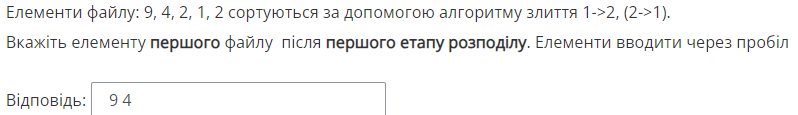 Елементи файлу: 9, 4, 2, 1, 2 сортуються за допомогою алгоритму злиття 1->2, (2->1).
Вкажіть елементу першого файлу після першого етапу розподілу. Елементи вводити через пробіл
Відповідь: 9 4